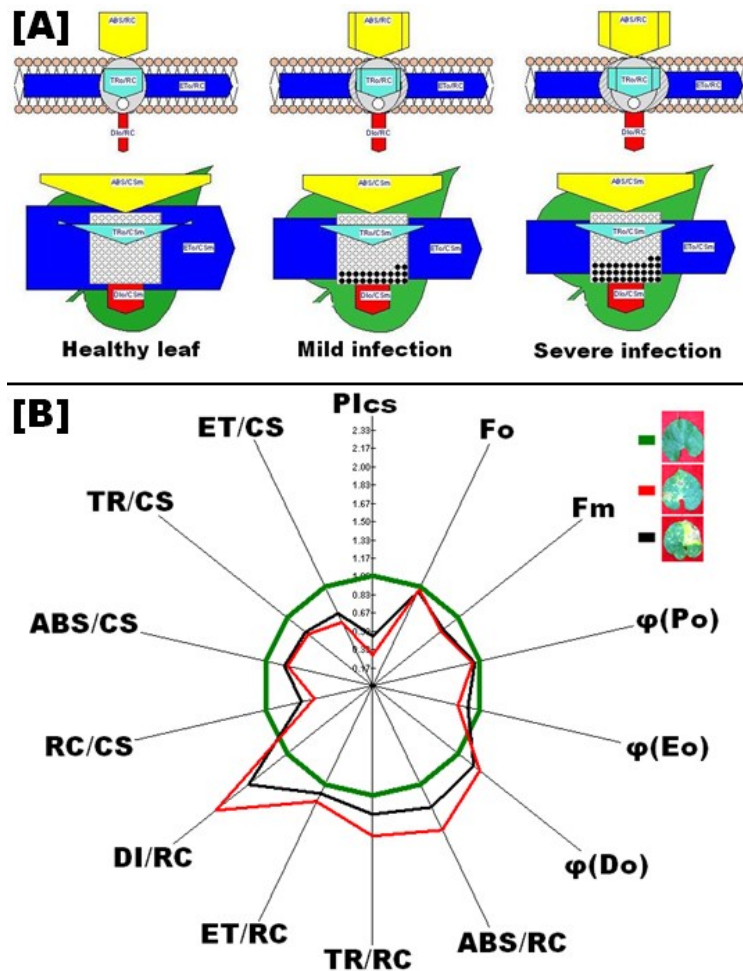 [A]
ABS/RC
ABS/RC
ABS/RC
TRo/RC
ETo/RC
TRo/RC
ETo/RC
TRo/RC
ETo/RC
DIo/RC
DIo/RC
DIo/RC
ABS/CSm
ABS/CSm
ABS/CSm
TRo/CSm
ETo/CSm
TRo/CSm
ETo/CSm
TRo/CSm
ETo/CSm
DIo/CSm
DIo/CSm
DIo/CSm
Healthy leaf
Mild infection
Severe infection
[B]
PIcs
ET/CS
Fo
TR/CS
Fm
ABS/CS
φ(Po)
RC/CS
φ(Eo)
DI/RC
φ(Do)
ET/RC
ABS/RC
TR/RC
2.33
2.17
2.00
1.83
1.67
1.50
1.33
1.17
0.83
0.67
0.17